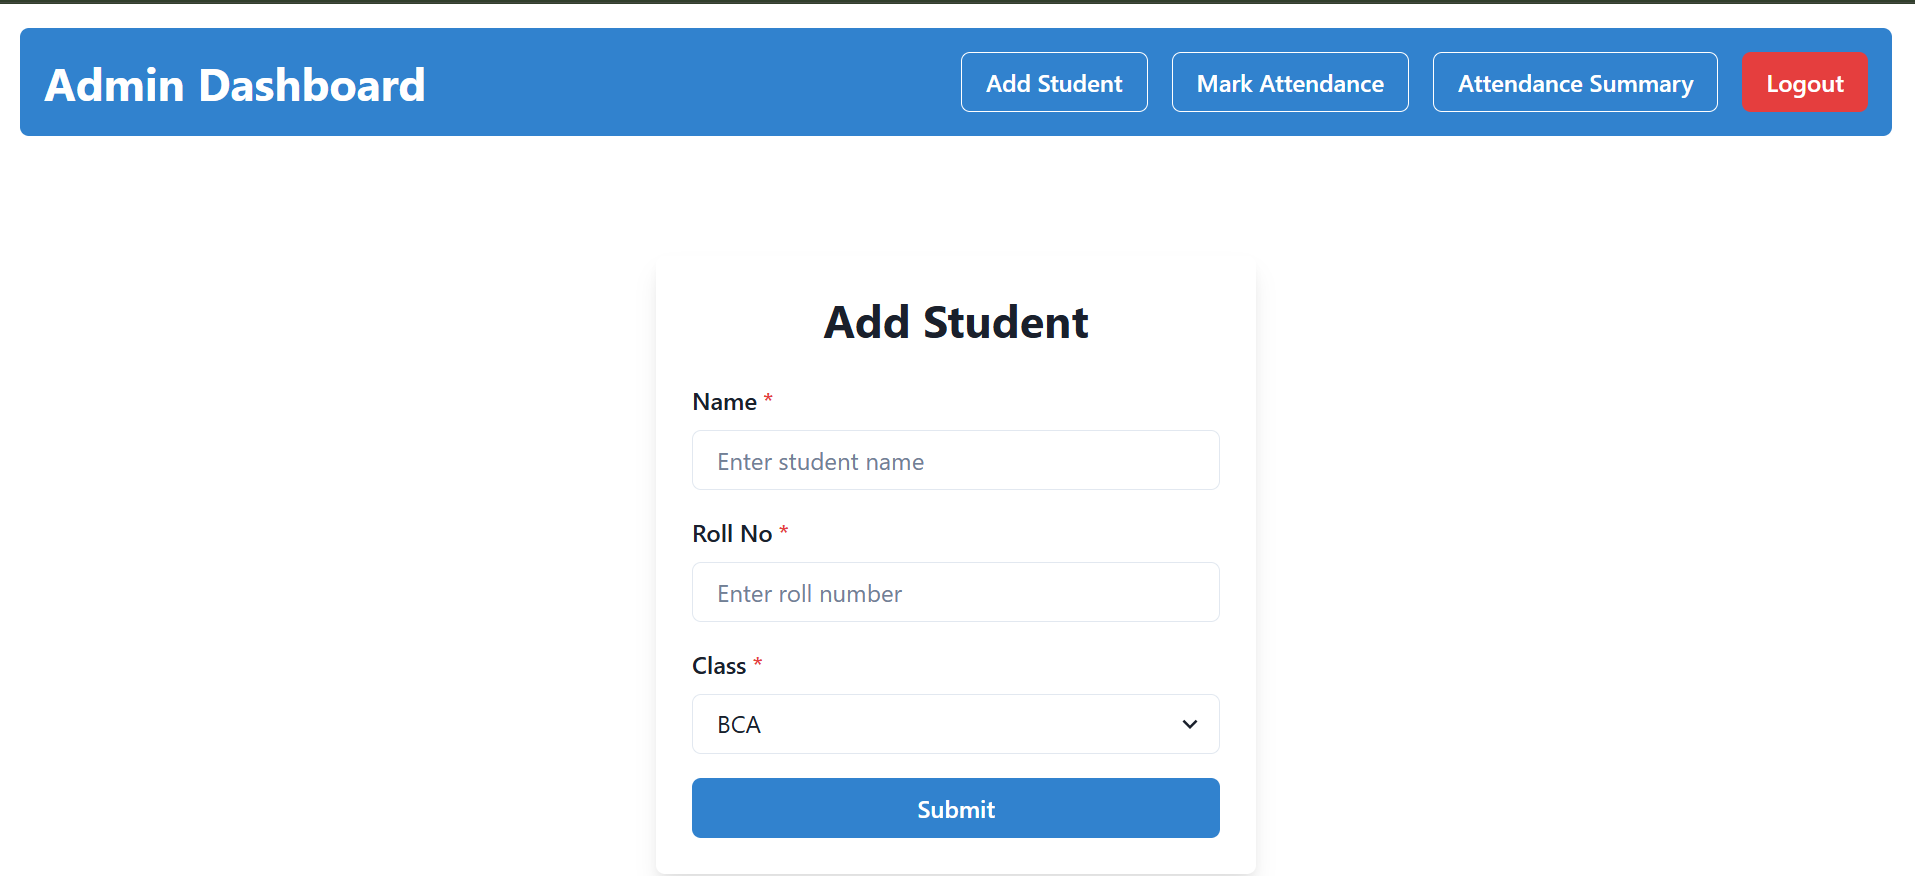 Admin Dashboard Add Student Mark Attendance Attendance Summary Logout
Add Student
Name *
Enter student name
Roll No *
Enter roll number
Class *
BCA
Submit